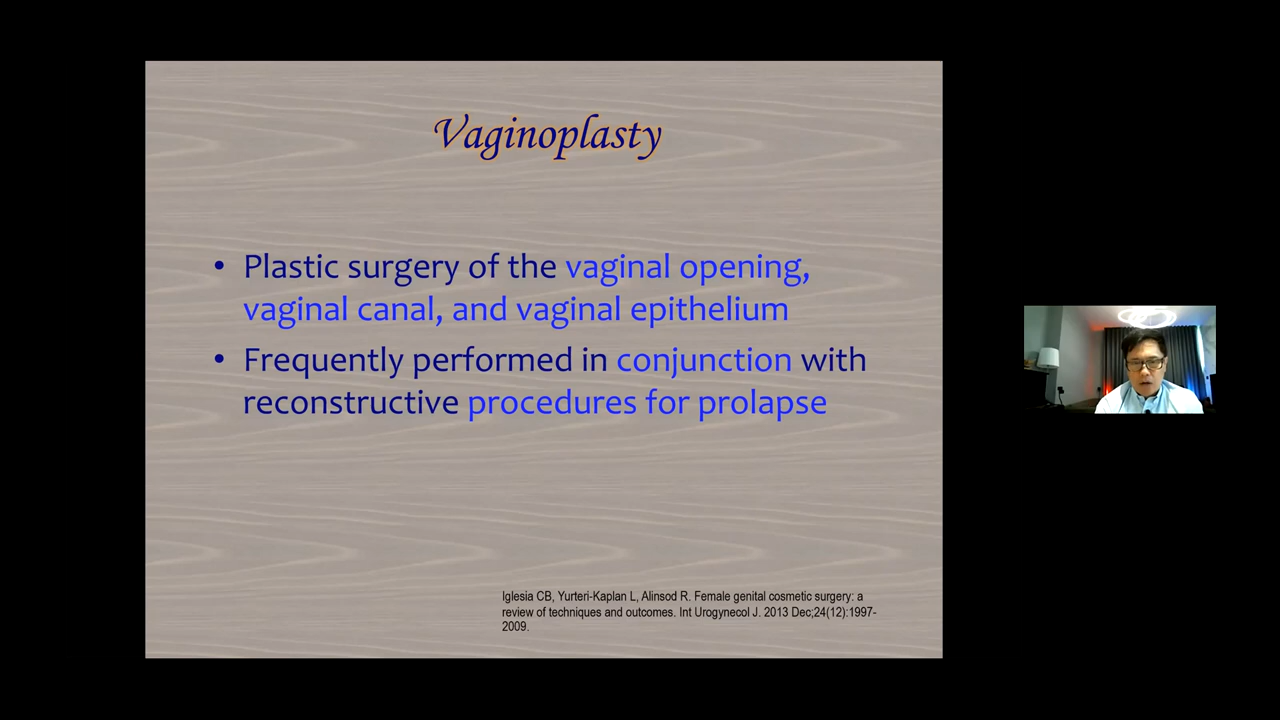 Vaginoplasty
• Plastic surgery of the vaginal opening,
vaginal canal, and vaginal epithelium
• Frequently performed in conjunction with
reconstructive procedures for prolapse
Iglesia CB, Yurteri-Kaplan L, Alinsod R. Female genital cosmetic surgery: a
review of techniques and outcomes. Int Urogynecol J. 2013 Dec;24(12):1997-
2009.